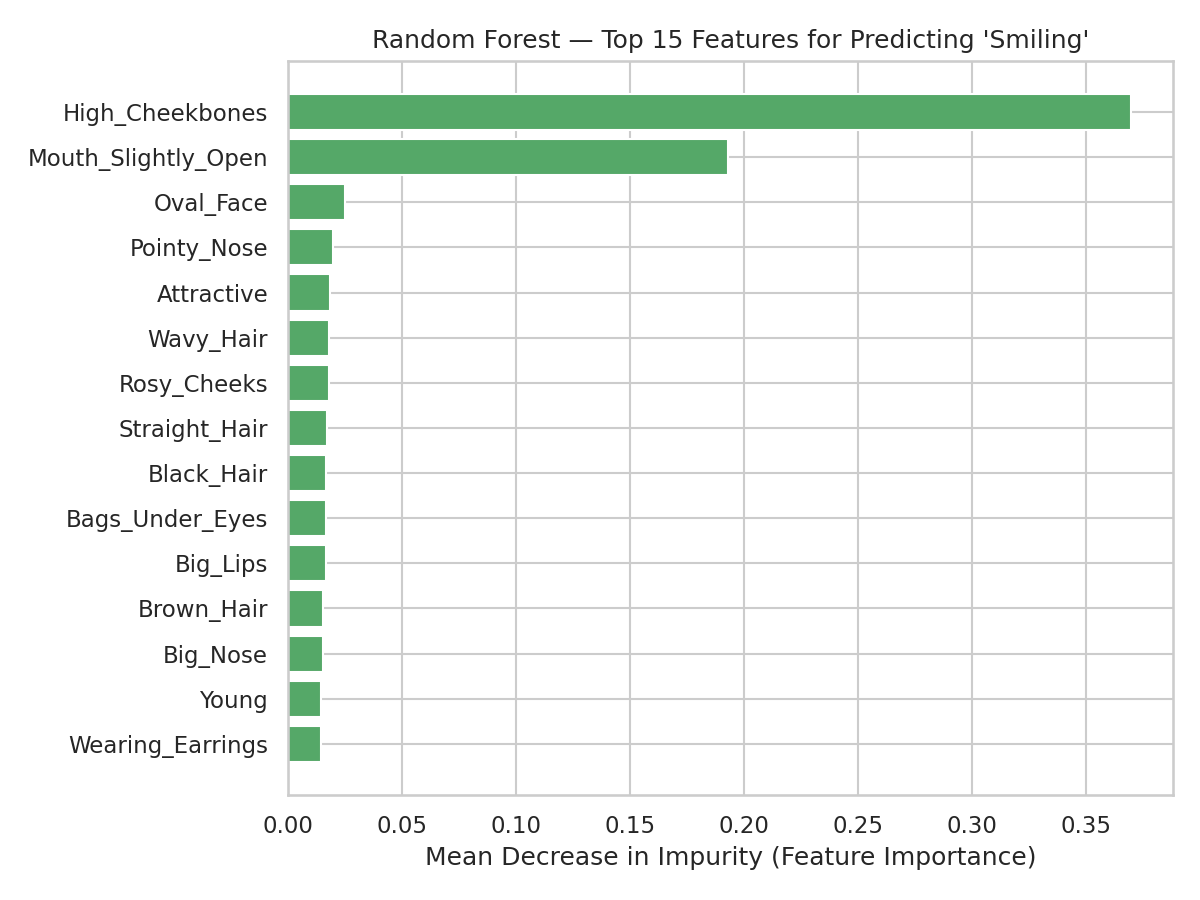 Random Forest — Top 15 Features for Predicting 'Smiling'
High_Cheekbones
Mouth_Slightly_Open
Oval_Face
Pointy_Nose
Attractive
Wavy_Hair
Rosy_Cheeks
Straight_Hair
Black_Hair
Bags_Under_Eyes
Big_Lips
Brown_Hair
Big_Nose
Young
Wearing_Earrings
0.00 0.05 0.10 0.15 0.20 0.25 0.30 0.35
Mean Decrease in Impurity (Feature Importance)